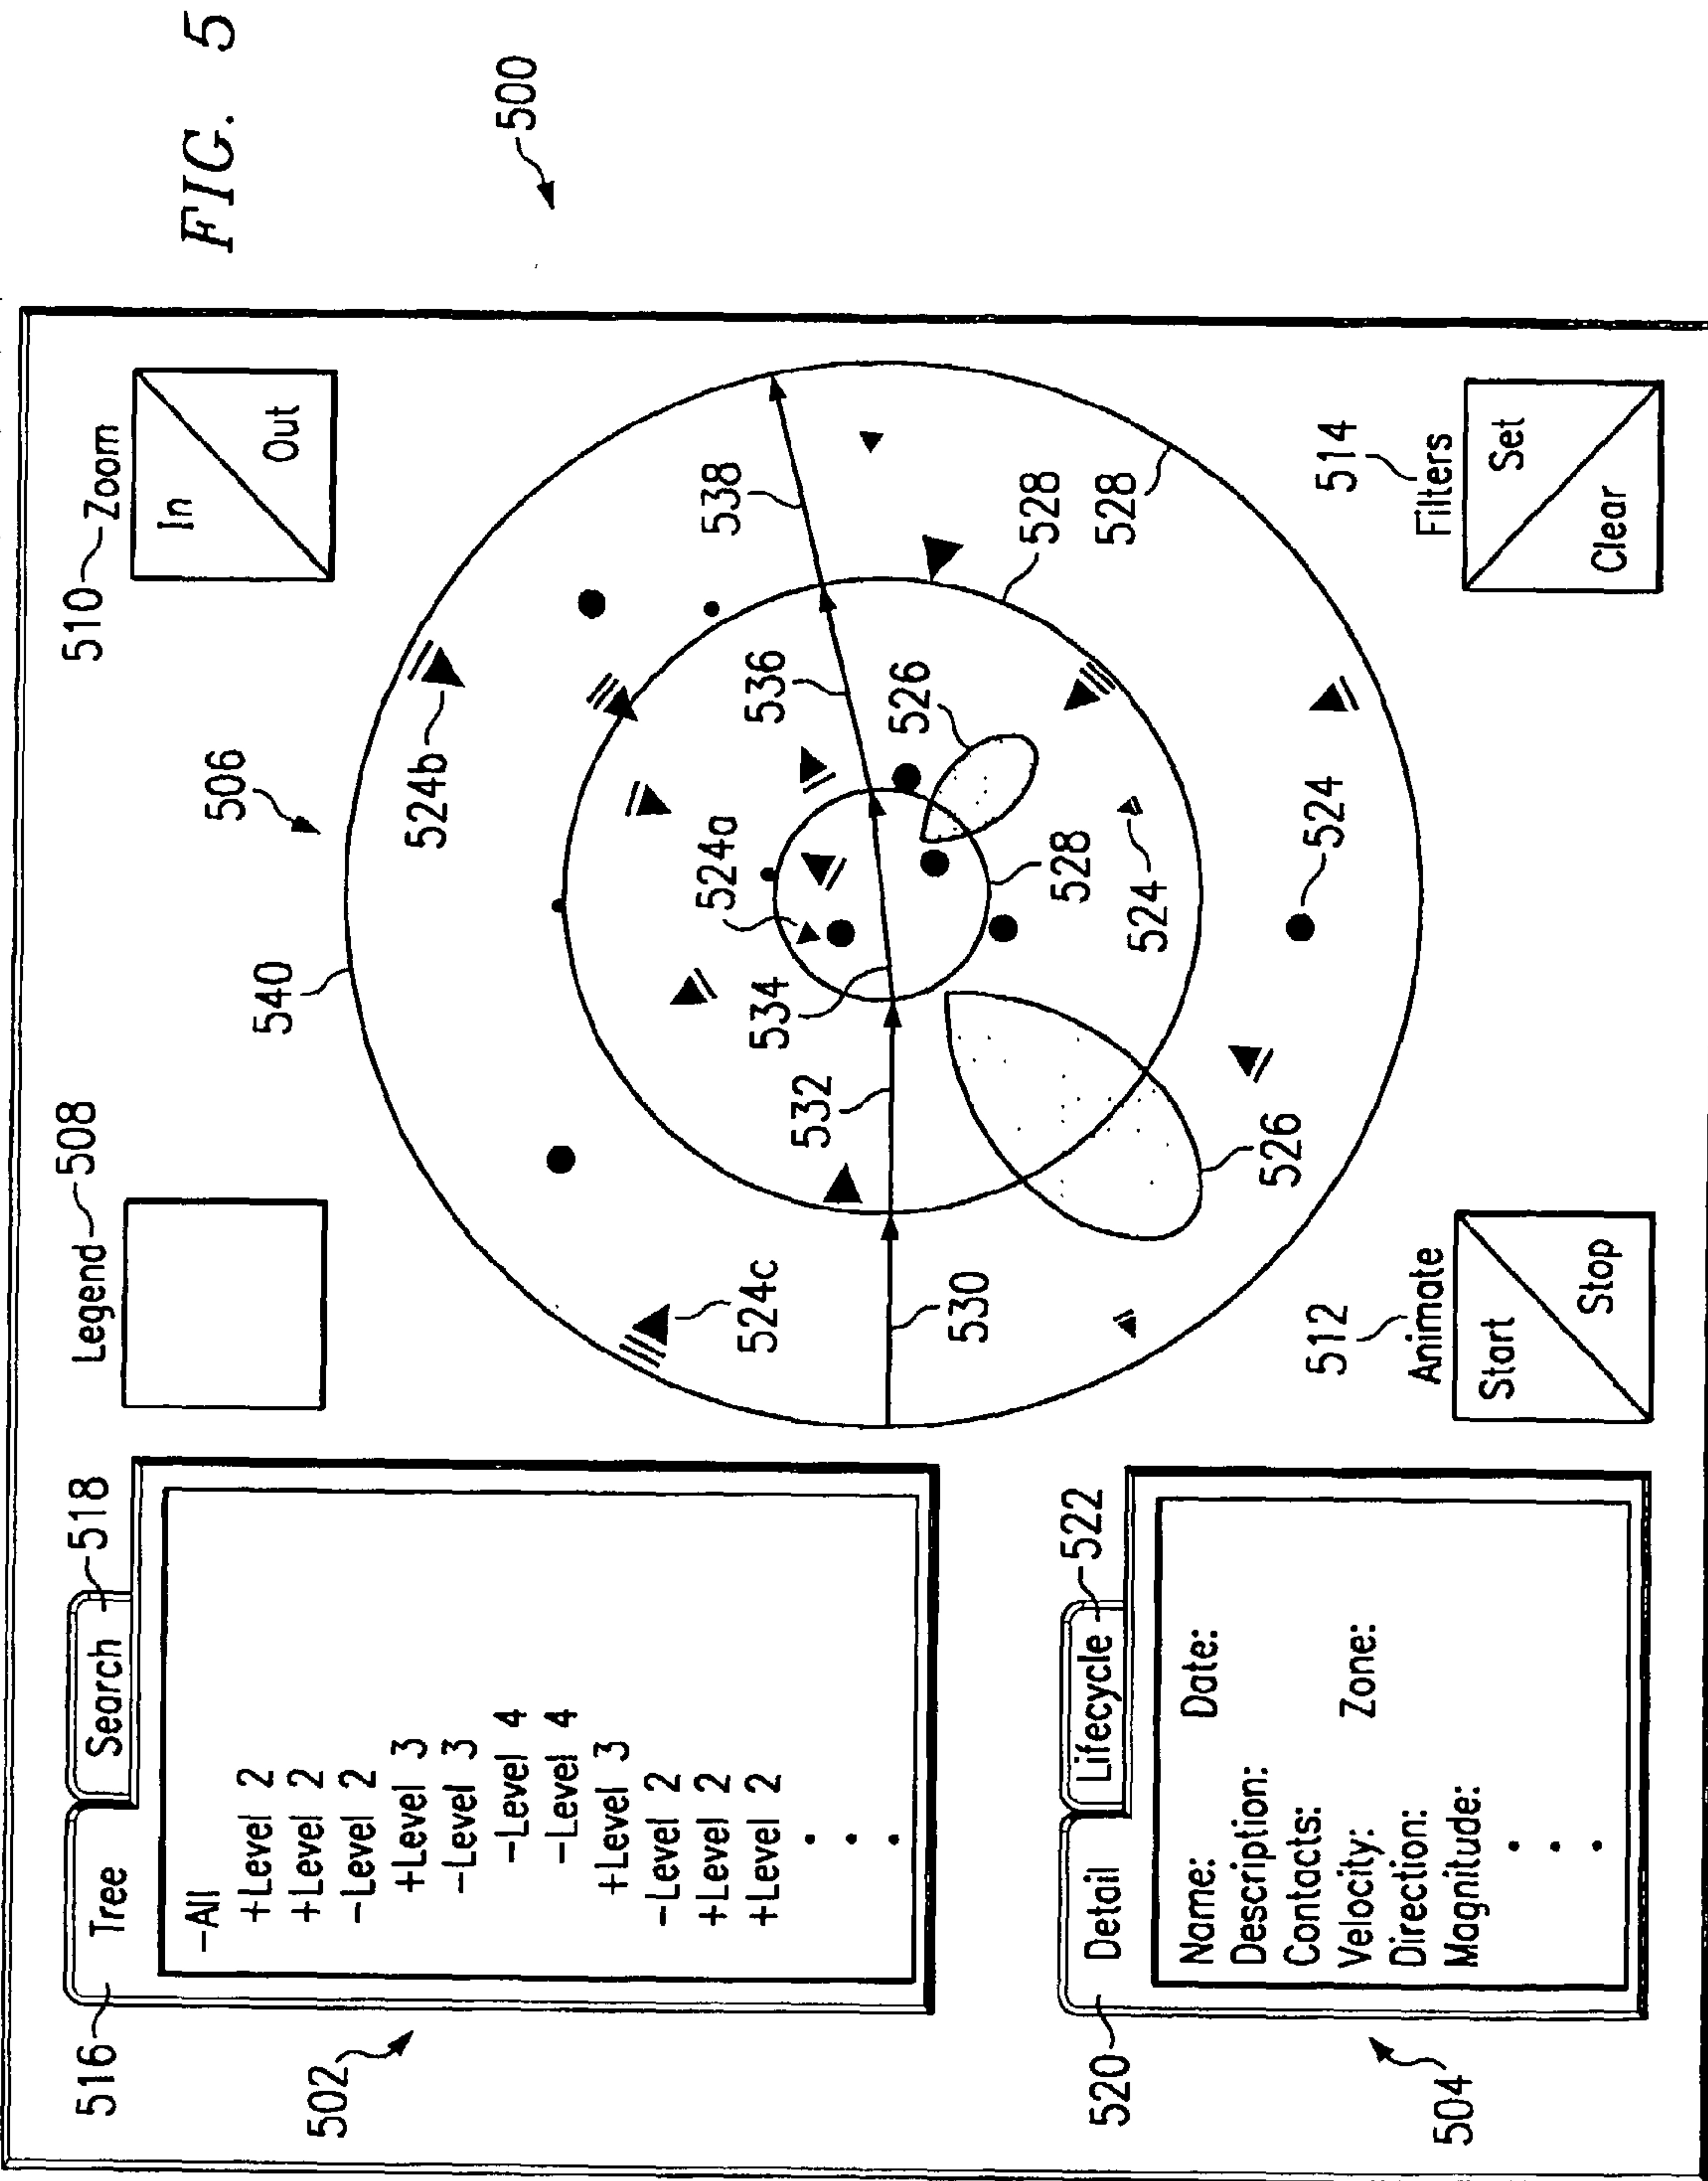 FIG. 5
500
502
516
Tree
Search
518
-All
+Level 2
+Level 2
-Level 2
+Level 3
-Level 3
-Level 4
-Level 4
+Level 3
-Level 2
+Level 2
+Level 2
504
520
Detail
Lifecycle
522
Name: Date:
Description:
Contacts:
Velocity: Zone:
Direction:
Magnitude:
Legend 508
510 Zoom
In
Out
506
540
524b
524c
524a
538
536
534
532
530
526
528
528
528
524
524
526
512
Animate
Start
Stop
514
Filters
Set
Clear